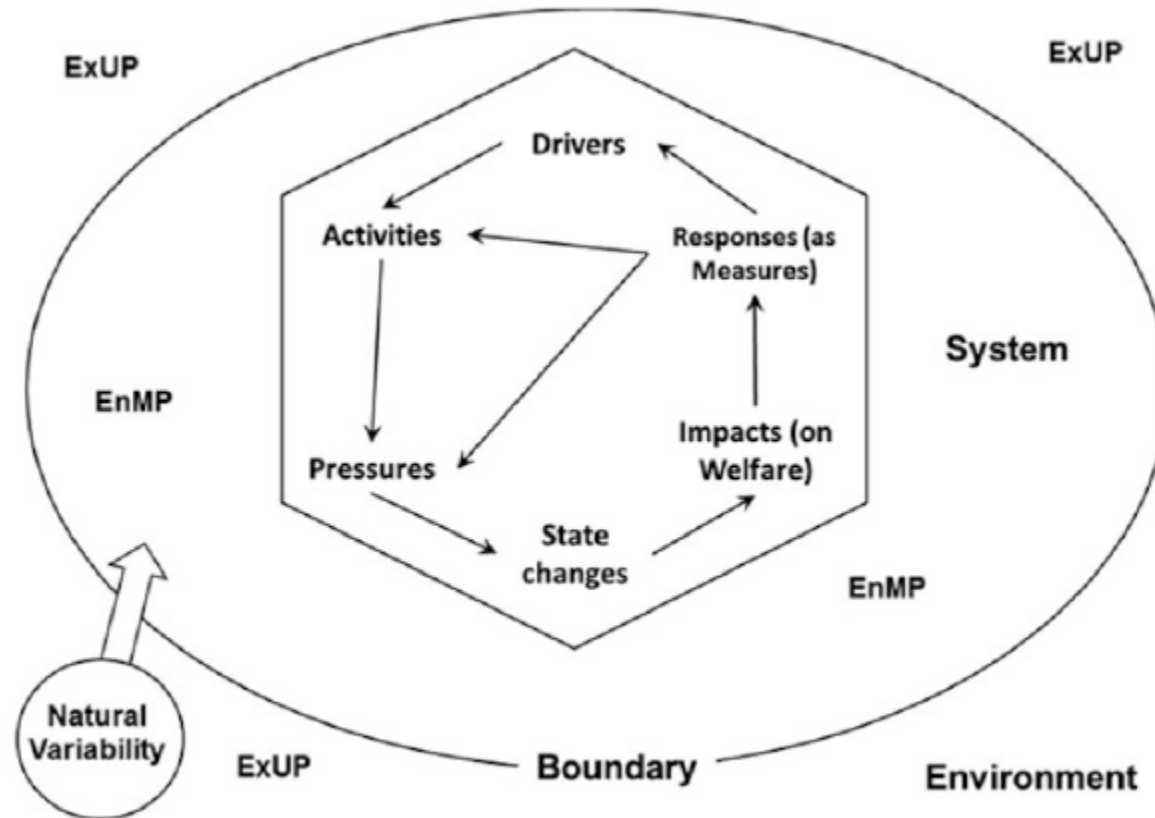 ExUP
ExUP
Drivers
Activities
Responses (as
Measures)
System
EnMP
Impacts (on
Welfare)
Pressures
State
changes
EnMP
Natural
Variability
ExUP
Boundary
Environment